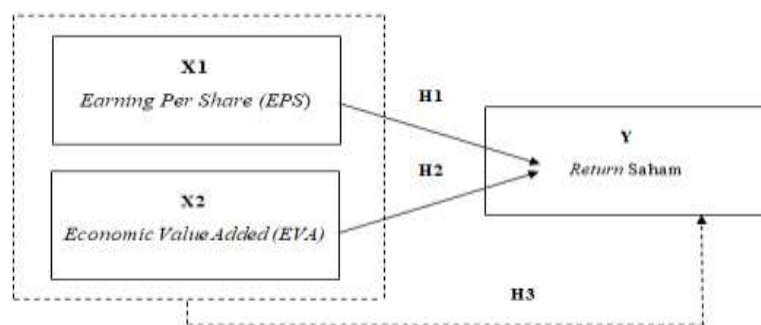 X1
Earning Per Share (EPS)
H1
Y
Return Saham
H2
X2
Economic Value Added (EVA)
H3